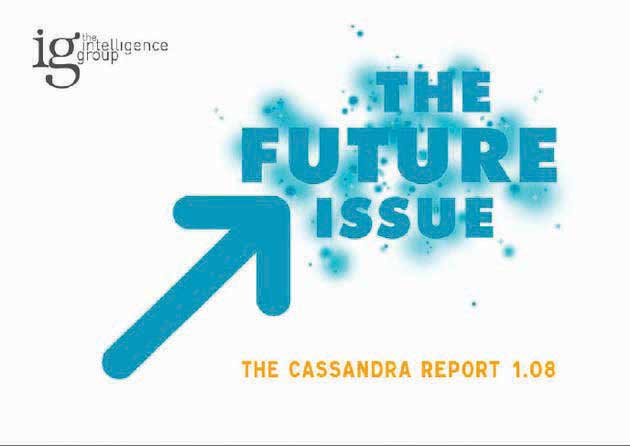 ig the
intelligence
group
THE
FUTURE
ISSUE
THE CASSANDRA REPORT 1.08